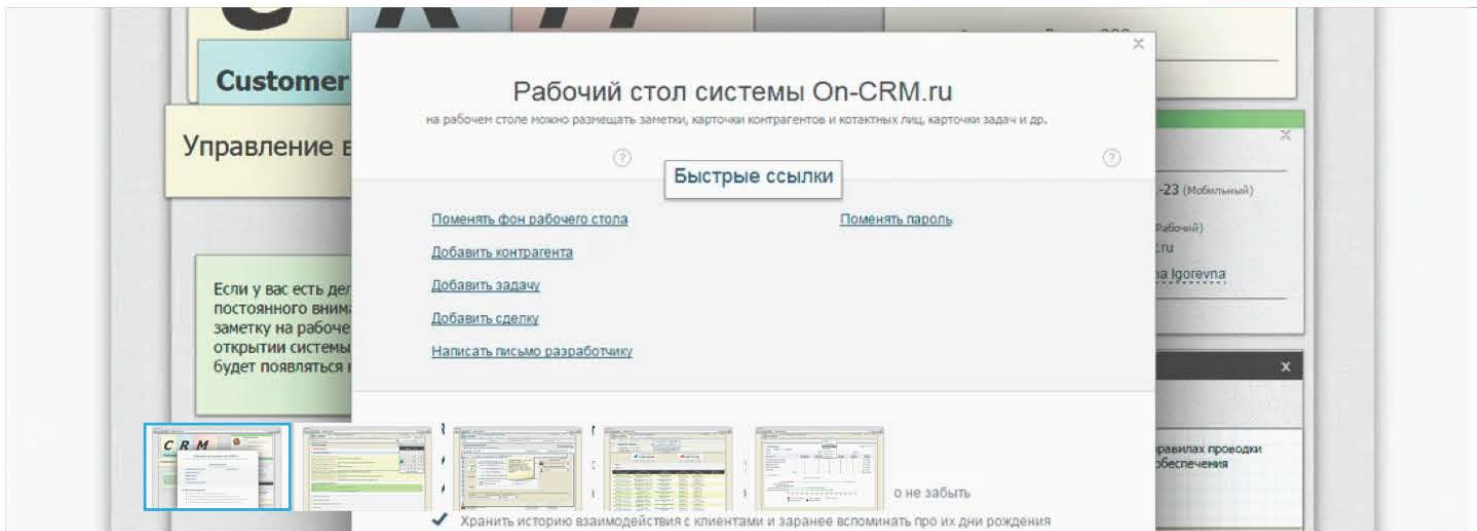 C R M
Customer
Управление в
Рабочий стол системы On-CRM.ru
на рабочем столе можно размещать заметки, карточки контрагентов и котактных лиц, карточки задач и др.
Быстрые ссылки
Поменять фон рабочего стола
Поменять пароль
Добавить контрагента
Добавить задачу
Добавить сделку
Написать письмо разработчику
-23 (Мобильный)
Рабочий)
ru
na Igorevna
Если у вас есть дел
постоянного вним
заметку на рабоче
открытии системы
будет появляться
C R M
равилах проводки
обеспечения
о не забыть
Хранить историю взаимодействия с клиентами и заранее вспоминать про их дни рождения